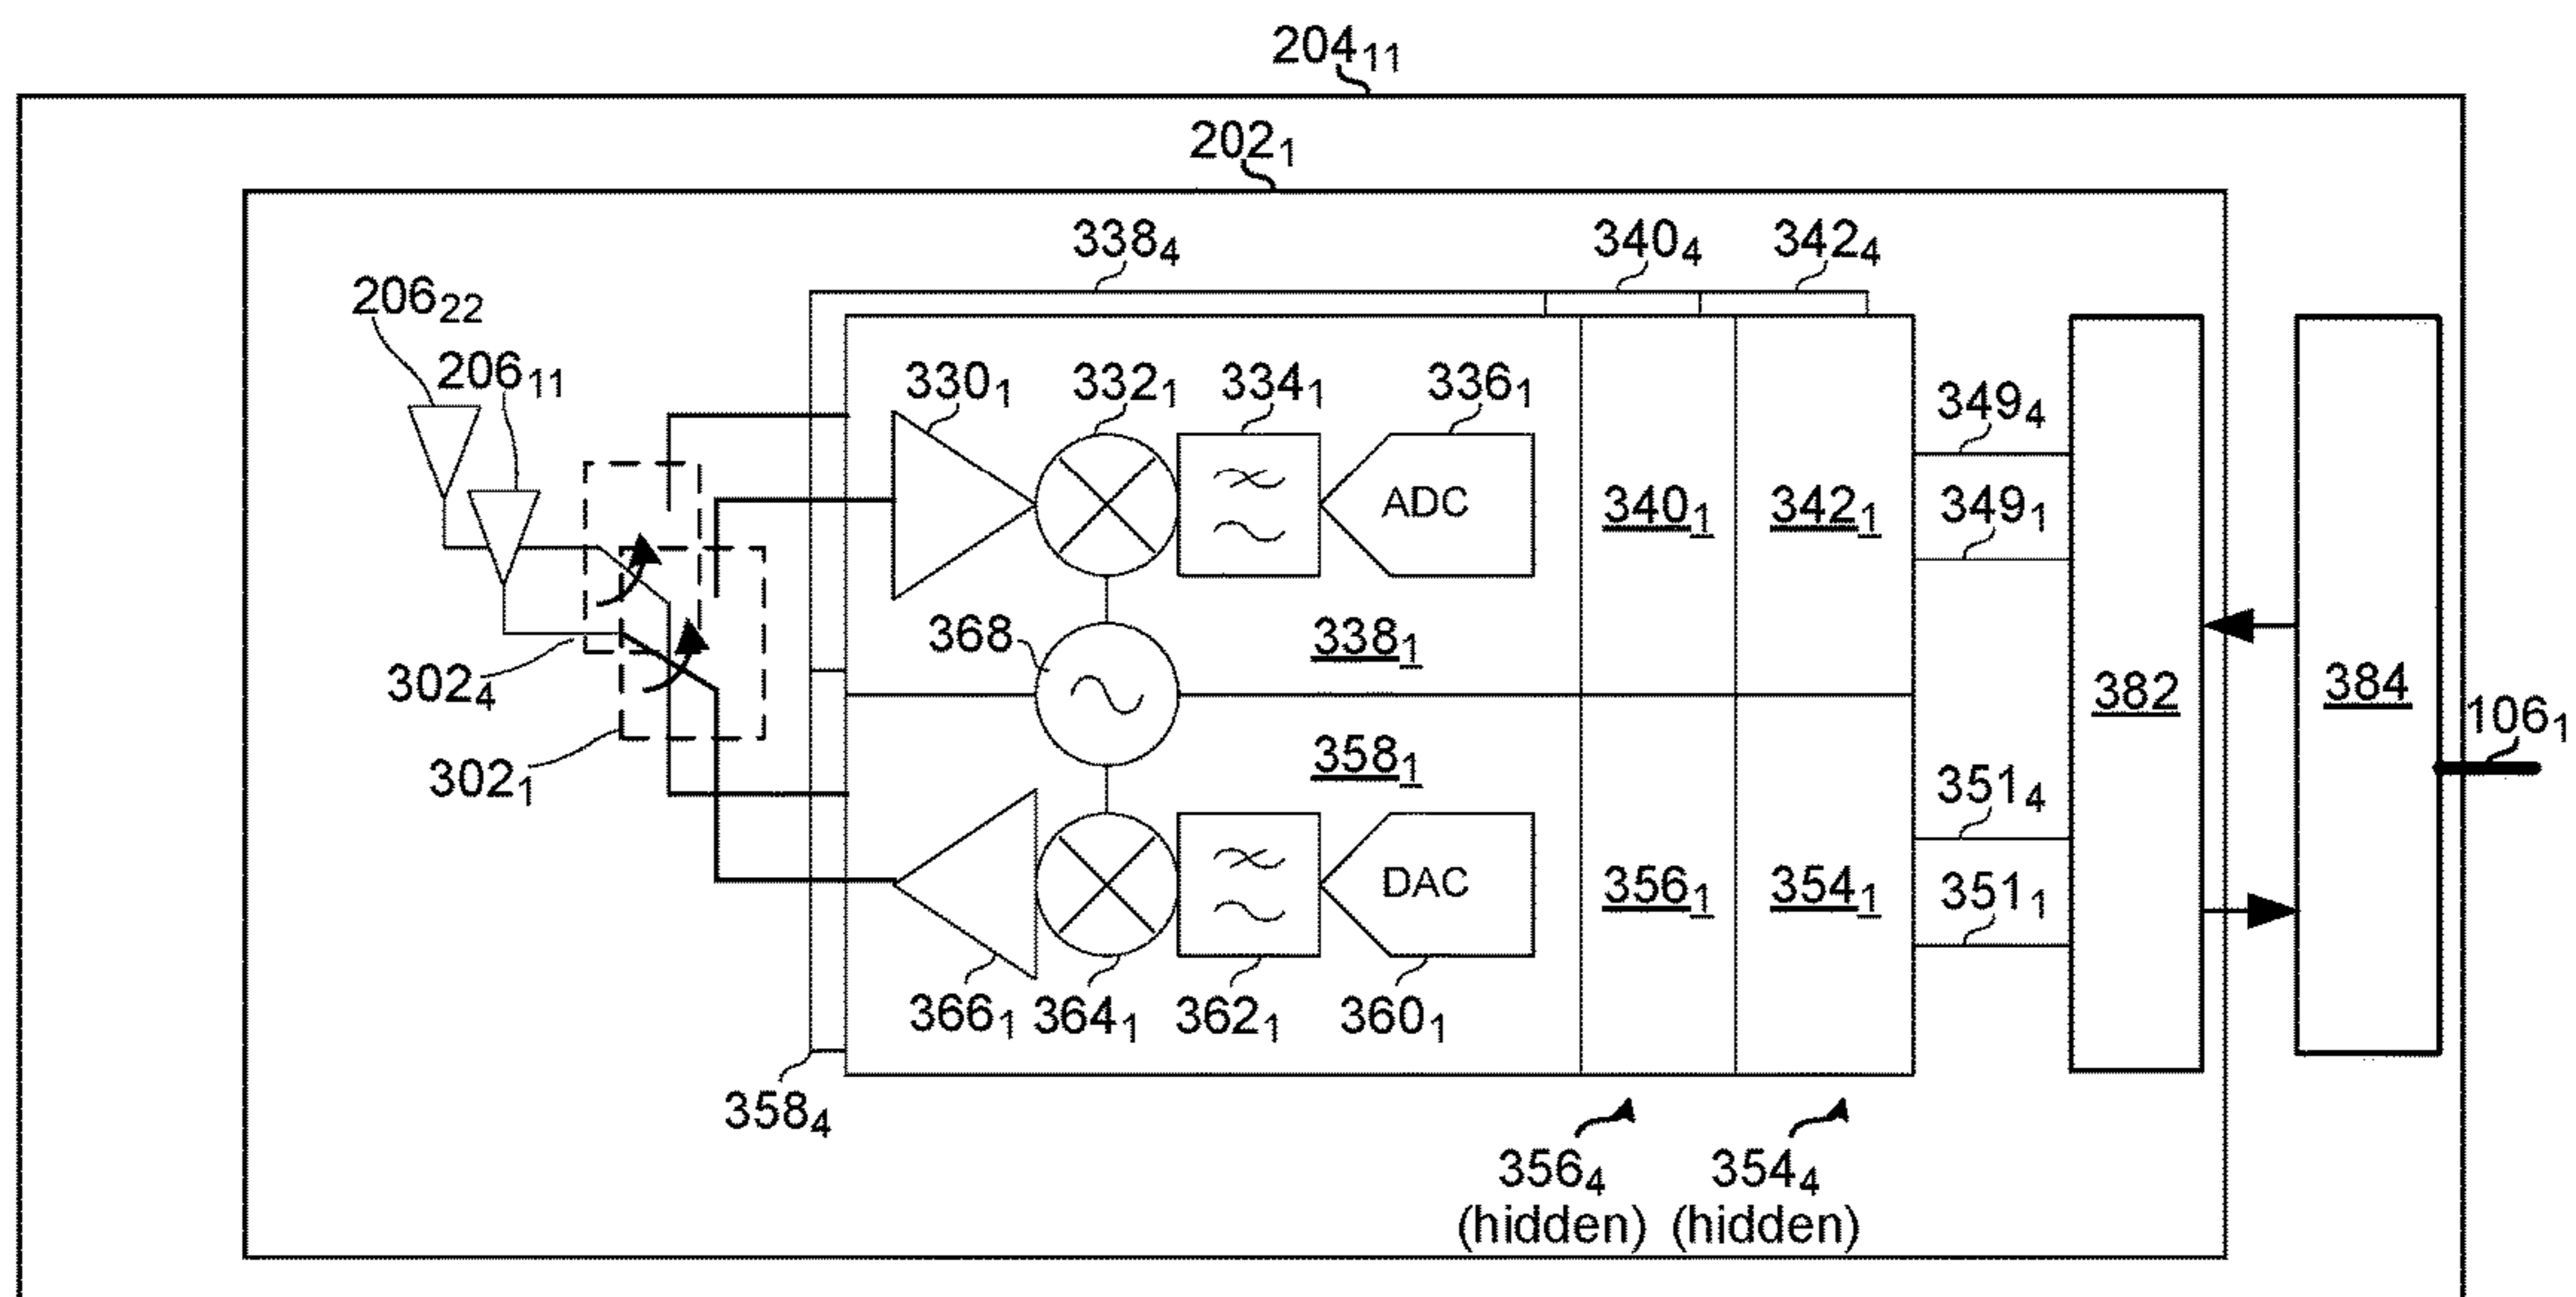 204₁₁
202₁
338₄ 340₄ 342₄
206₂₂
206₁₁ 330₁ 332₁ 334₁ 336₁ 349₄
ADC 340₁ 342₁ 349₁
368 338₁
302₄ 382 384 106₁
302₁ 358₁ 351₄
DAC 356₁ 354₁ 351₁
366₁ 364₁ 362₁ 360₁
358₄
356₄ 354₄
(hidden) (hidden)